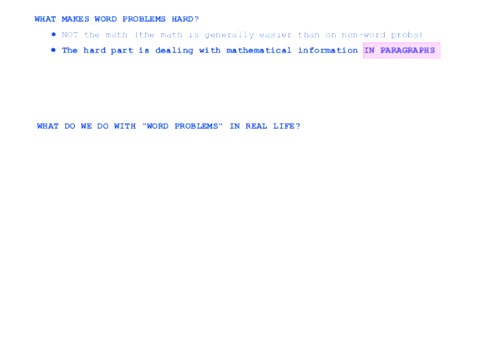 WHAT MAKES WORD PROBLEMS HARD?
• NOT the math (the math is generally easier than on non-word probs)
• The hard part is dealing with mathematical information IN PARAGRAPHS
WHAT DO WE DO WITH "WORD PROBLEMS" IN REAL LIFE?